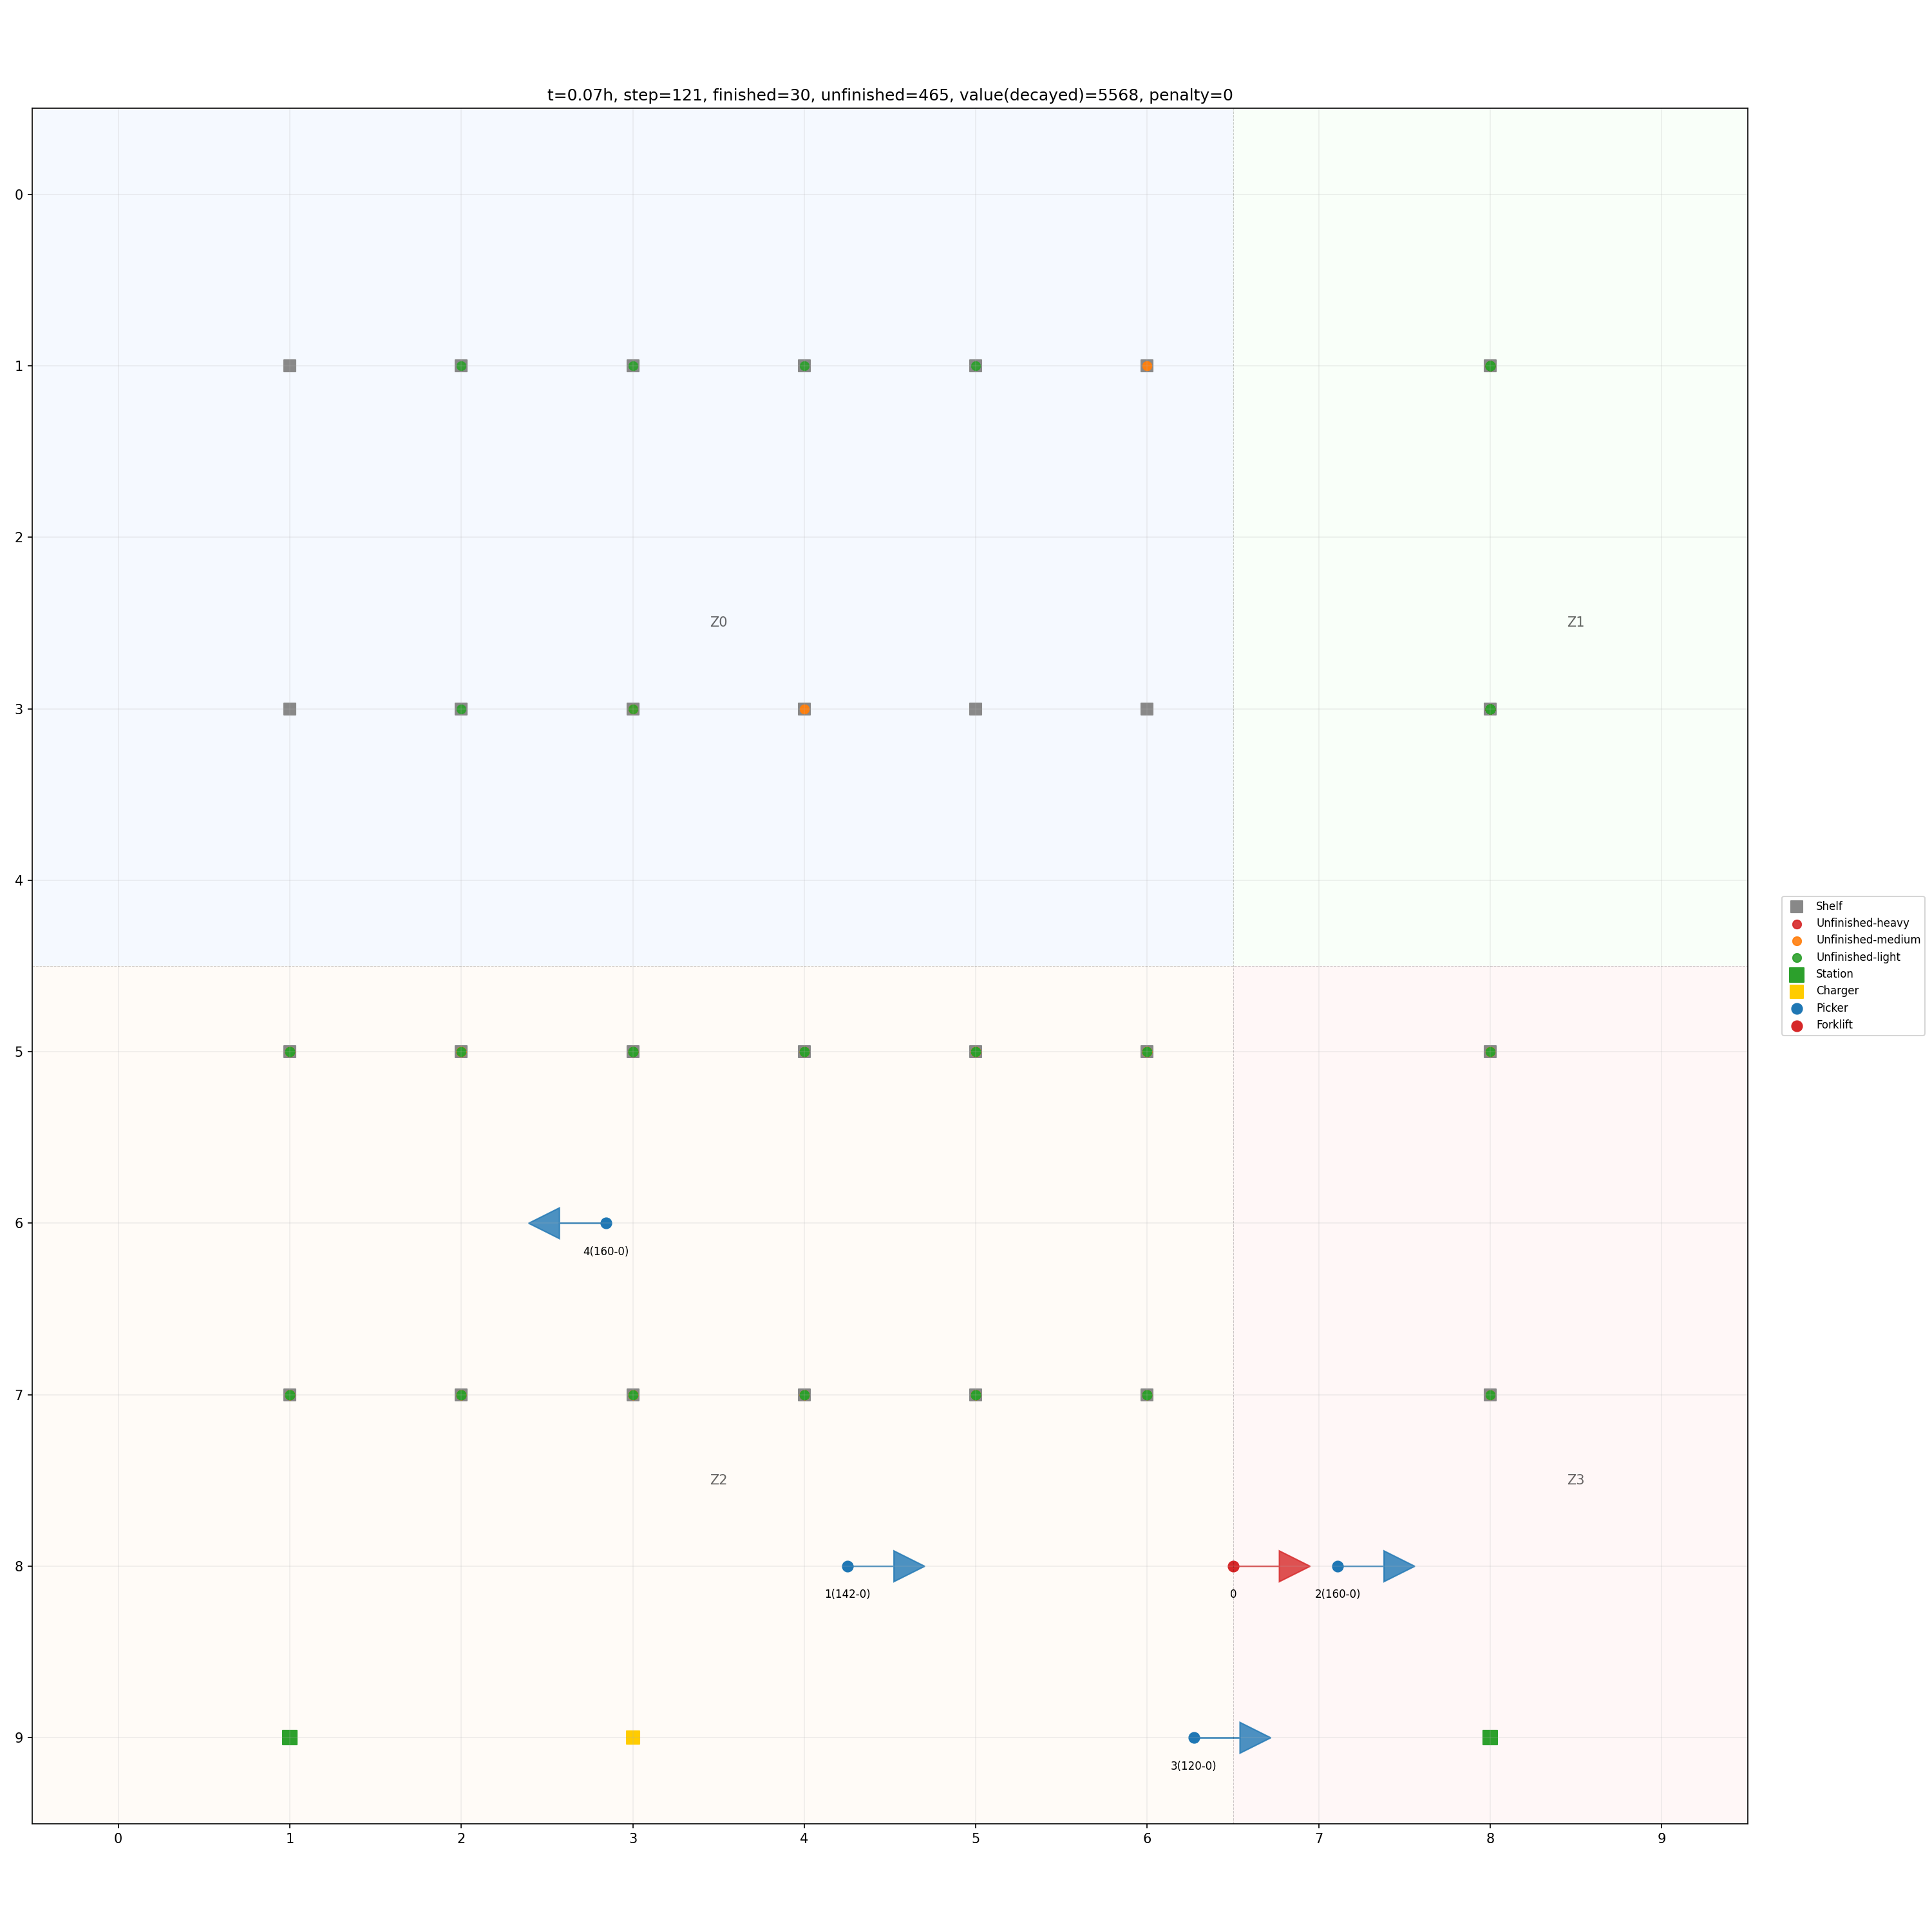 t=0.07h, step=121, finished=30, unfinished=465, value(decayed)=5568, penalty=0
0
1
2
Z0
Z1
3
4
Shelf
Unfinished-heavy
Unfinished-medium
Unfinished-light
Station
Charger
Picker
Forklift
5
6
4(160-0)
7
Z2
Z3
8
1(142-0)
0
2(160-0)
9
3(120-0)
0 1 2 3 4 5 6 7 8 9